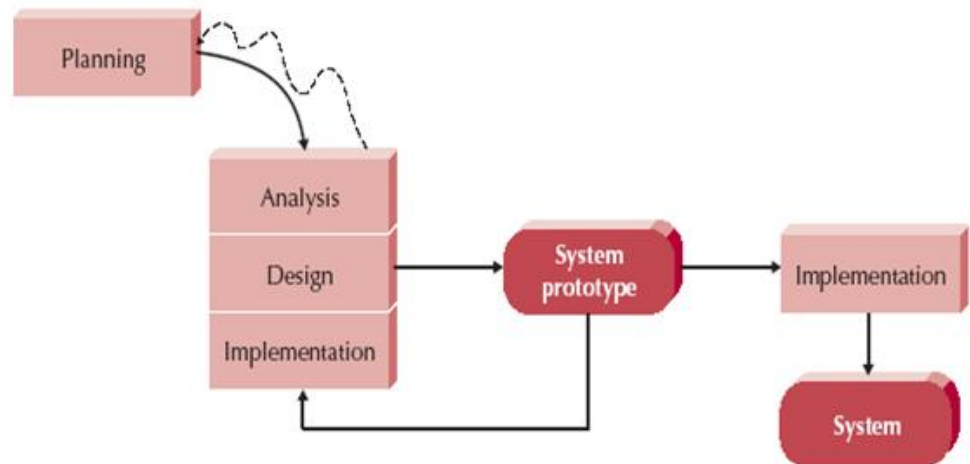 Planning
Analysis
Design
Implementation
System
prototype
Implementation
System